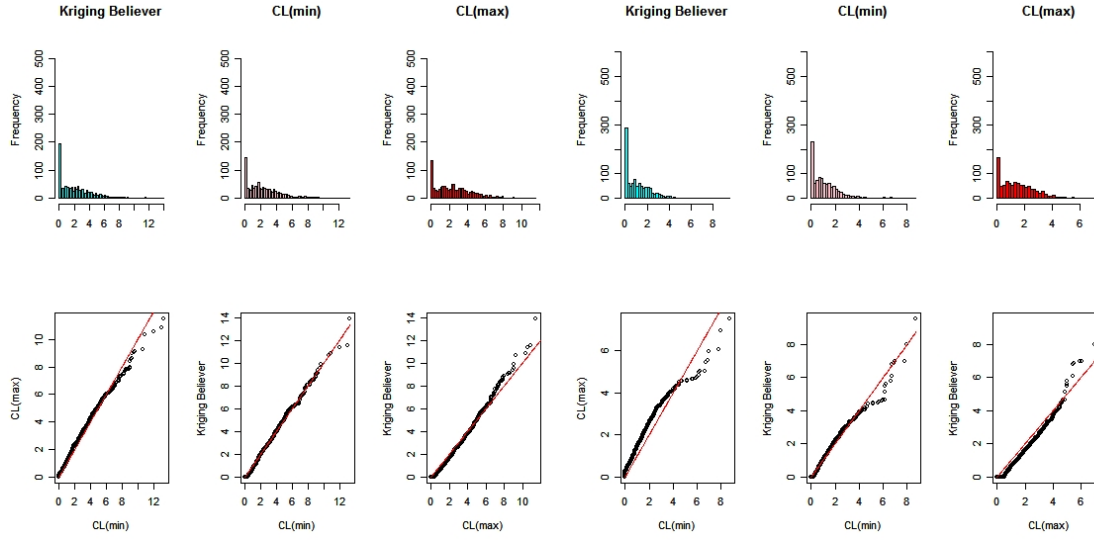 Kriging Believer
CL(min)
CL(max)
Kriging Believer
CL(min)
CL(max)
Frequency
0 100 200 300 400 500
0 2 4 6 8 12
Frequency
0 100 200 300 400 500
0 2 4 6 8 12
Frequency
0 100 200 300 400 500
0 2 4 6 8 10
Frequency
0 100 300 500
0 2 4 6 8
Frequency
0 100 300 500
0 2 4 6 8
Frequency
0 100 300 500
0 2 4 6
CL(max)
0 2 4 6 8 10
0 2 4 6 8 12
CL(min)
Kriging Believer
0 2 4 6 8 10 12 14
0 2 4 6 8 12
CL(min)
Kriging Believer
0 2 4 6 8 10 12 14
0 2 4 6 8 10
CL(max)
CL(max)
0 2 4 6
0 2 4 6 8
CL(min)
Kriging Believer
0 2 4 6 8
0 2 4 6 8
CL(min)
Kriging Believer
0 2 4 6 8
0 2 4 6
CL(max)